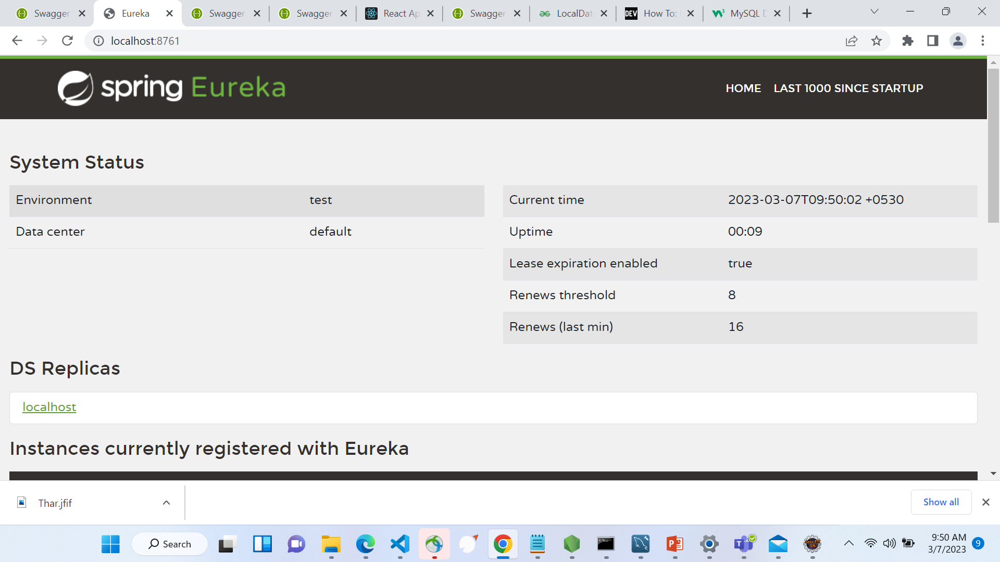 Swagger
Eureka
Swagger
Swagger
React Ap
Swagger
LocalDat
DEV
How To:
MySQL D
localhost:8761
spring Eureka
HOME
LAST 1000 SINCE STARTUP
System Status
Environment test
Data center default
Current time 2023-03-07T09:50:02 +0530
Uptime 00:09
Lease expiration enabled true
Renews threshold 8
Renews (last min) 16
DS Replicas
localhost
Instances currently registered with Eureka
Thar.jfif
Show all
Search
9:50 AM
3/7/2023
9